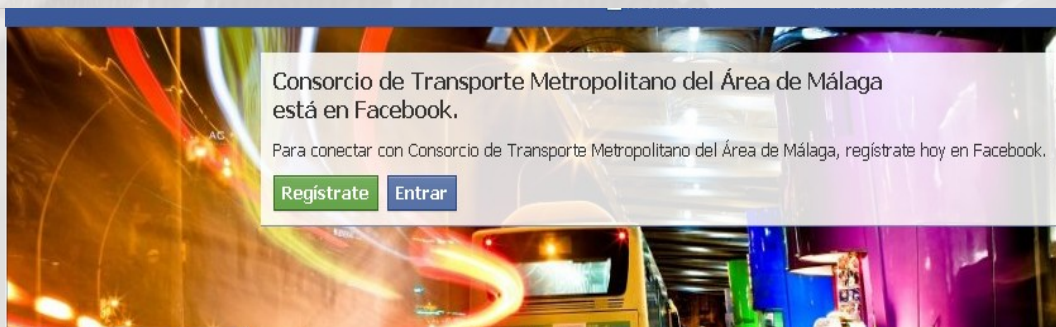 Consorcio de Transporte Metropolitano del Área de Málaga
está en Facebook.
Para conectar con Consorcio de Transporte Metropolitano del Área de Málaga, regístrate hoy en Facebook.
Regístrate Entrar